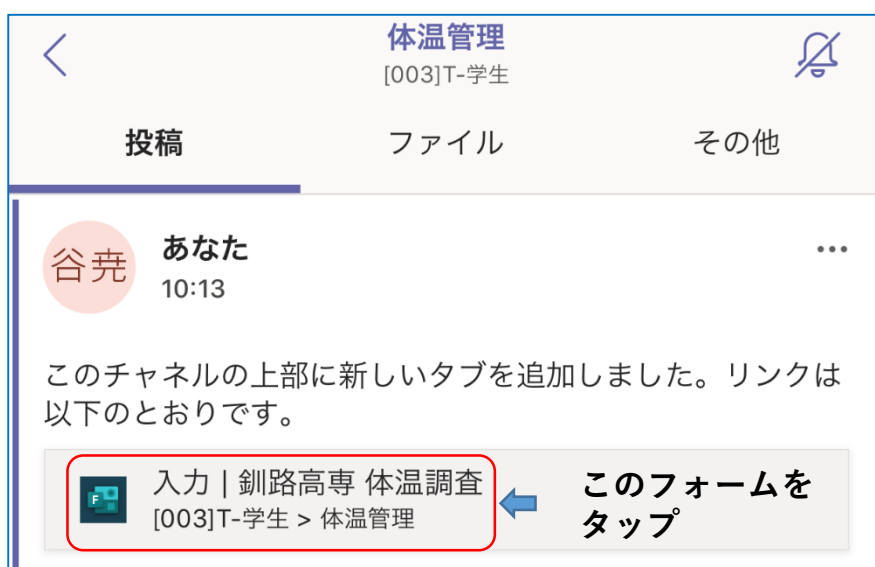 体温管理
[003]T-学生
投稿 ファイル その他
谷尭 あなた
10:13
このチャネルの上部に新しいタブを追加しました。リンクは
以下のとおりです。
F 入力 | 釧路高専 体温調査
[003]T-学生 > 体温管理
このフォームを
タップ